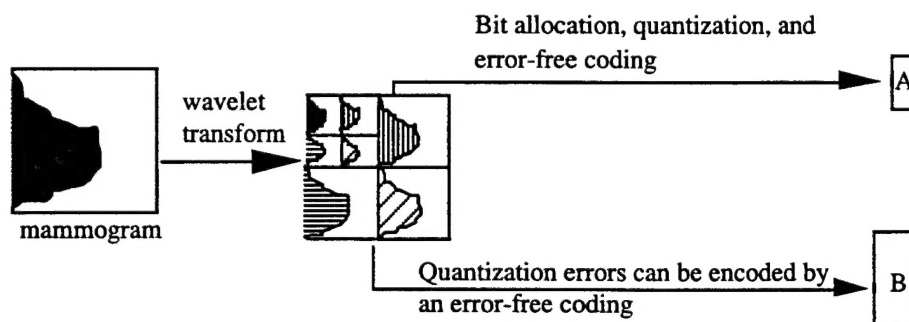 Bit allocation, quantization, and
error-free coding
A
wavelet
transform
mammogram
Quantization errors can be encoded by
an error-free coding
B